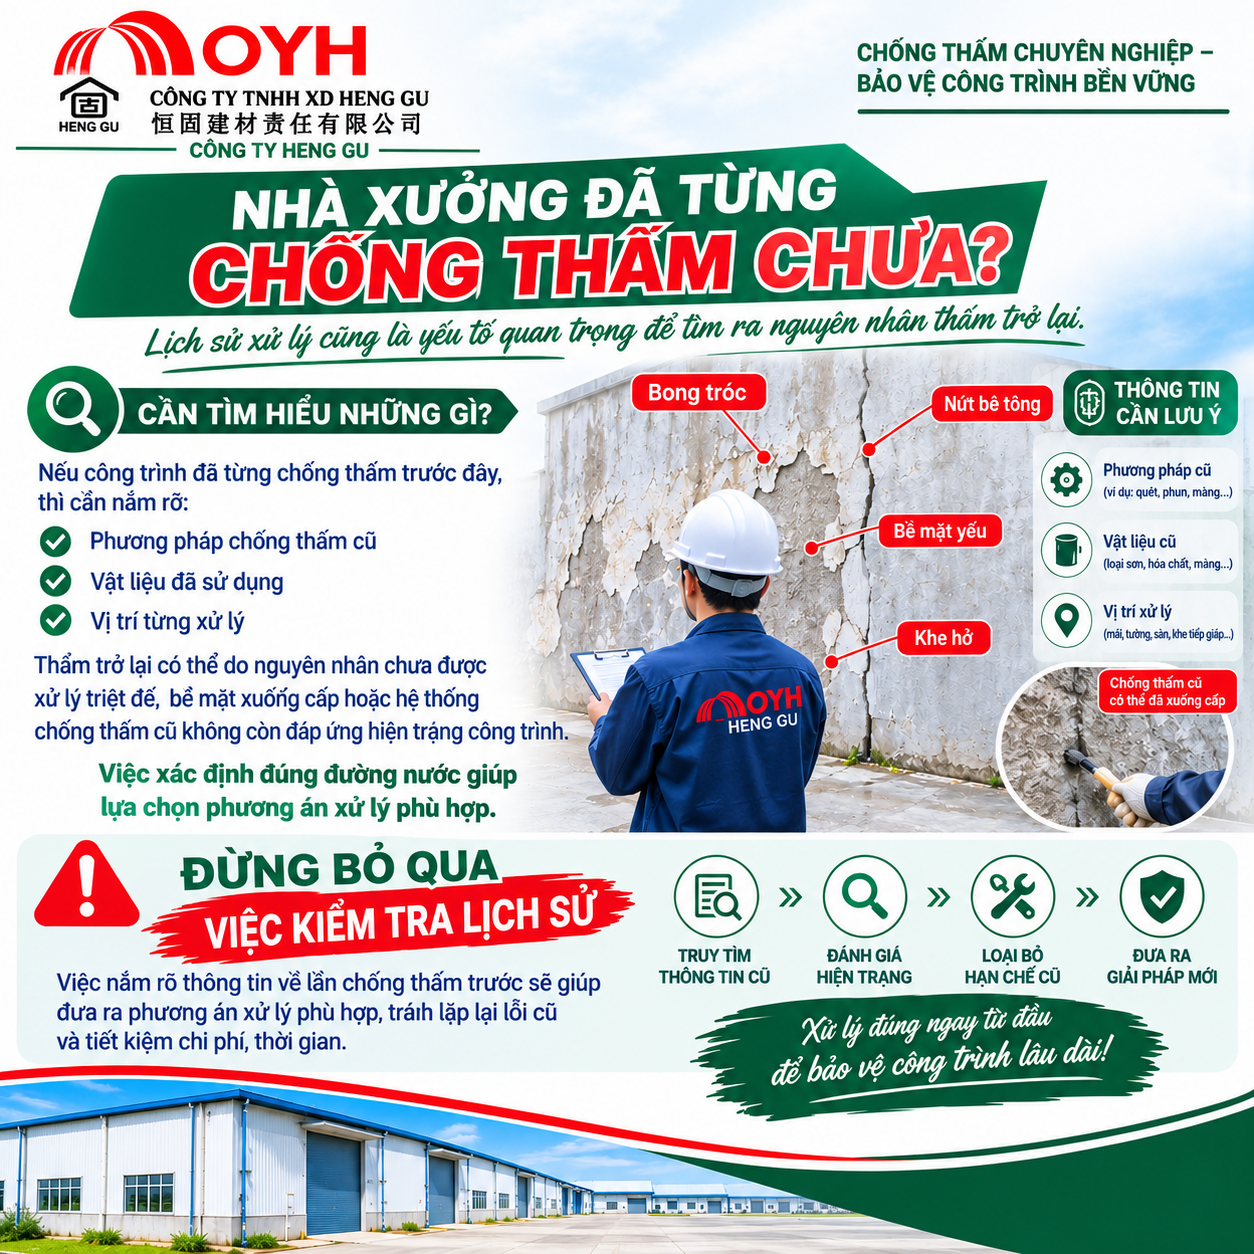 OYH
HENG GU
CÔNG TY TNHH XD HENG GU
恒固建材责任有限公司
CÔNG TY HENG GU
CHỐNG THẤM CHUYÊN NGHIỆP –
BẢO VỆ CÔNG TRÌNH BỀN VỮNG
NHÀ XƯỞNG ĐÃ TỪNG
CHỐNG THẤM CHƯA?
Lịch sử xử lý cũng là yếu tố quan trọng để tìm ra nguyên nhân thấm trở lại.
CẦN TÌM HIỂU NHỮNG GÌ?
Nếu công trình đã từng chống thấm trước đây,
thì cần nắm rõ:
Phương pháp chống thấm cũ
Vật liệu đã sử dụng
Vị trí từng xử lý
Thẩm trở lại có thể do nguyên nhân chưa được
xử lý triệt đế, bề mặt xuống cấp hoặc hệ thống
chống thấm cũ không còn đáp ứng hiện trạng công trình.
Việc xác định đúng đường nước giúp
lựa chọn phương án xử lý phù hợp.
Bong tróc
Nứt bê tông
Bề mặt yếu
Khe hở
OYH
HENG GU
THÔNG TIN
CẦN LƯU Ý
Phương pháp cũ
(ví dụ: quét, phun, màng...)
Vật liệu cũ
(loại sơn, hóa chất, màng...)
Vị trí xử lý
(mái, tường, sàn, khe tiếp giáp...)
Chống thấm cũ
có thể đã xuống cấp
ĐỪNG BỎ QUA
VIỆC KIỂM TRA LỊCH SỬ
Việc nắm rõ thông tin về lần chống thấm trước sẽ giúp
đưa ra phương án xử lý phù hợp, tránh lặp lại lỗi cũ
và tiết kiệm chi phí, thời gian.
TRUY TÌM
THÔNG TIN CŨ
ĐÁNH GIÁ
HIỆN TRẠNG
LOẠI BỎ
HẠN CHẾ CŨ
ĐƯA RA
GIẢI PHÁP MỚI
Xử lý đúng ngay từ đầu
để bảo vệ công trình lâu dài!